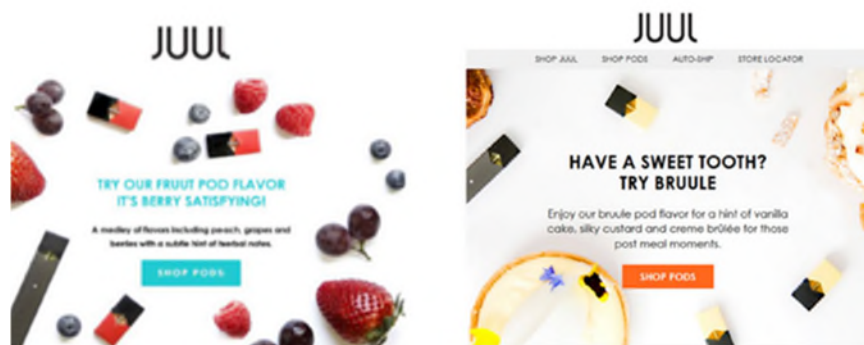 JUUL
TRY OUR FRUUT POD FLAVOR
IT'S BERRY SATISFYING!
A medley of flavors including peach, grapes and
berries with a subtle hint of herbal notes.
SHOP PODS
JUUL
SHOP JUUL SHOP PODS AUTO-SHIP STORE LOCATOR
HAVE A SWEET TOOTH?
TRY BRUULE
Enjoy our bruule pod flavor for a hint of vanilla
cake, silky custard and creme brûlée for those
post meal moments.
SHOP PODS